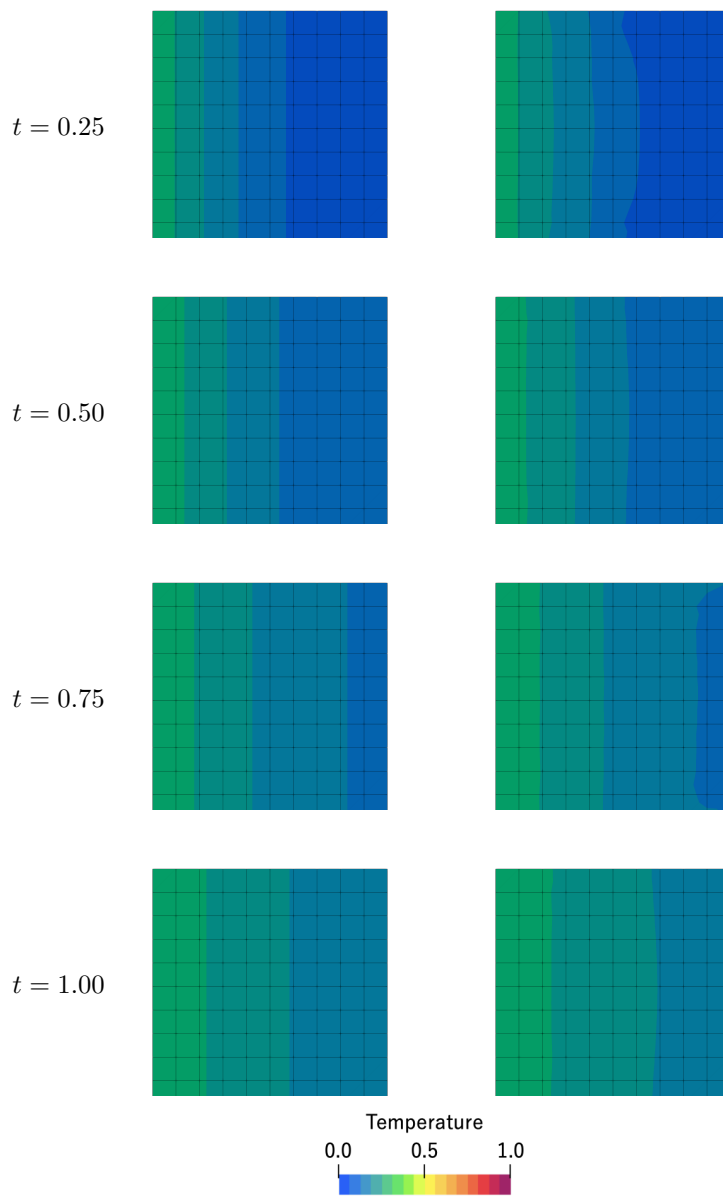 t = 0.25
t = 0.50
t = 0.75
t = 1.00
Temperature
0.0 0.5 1.0